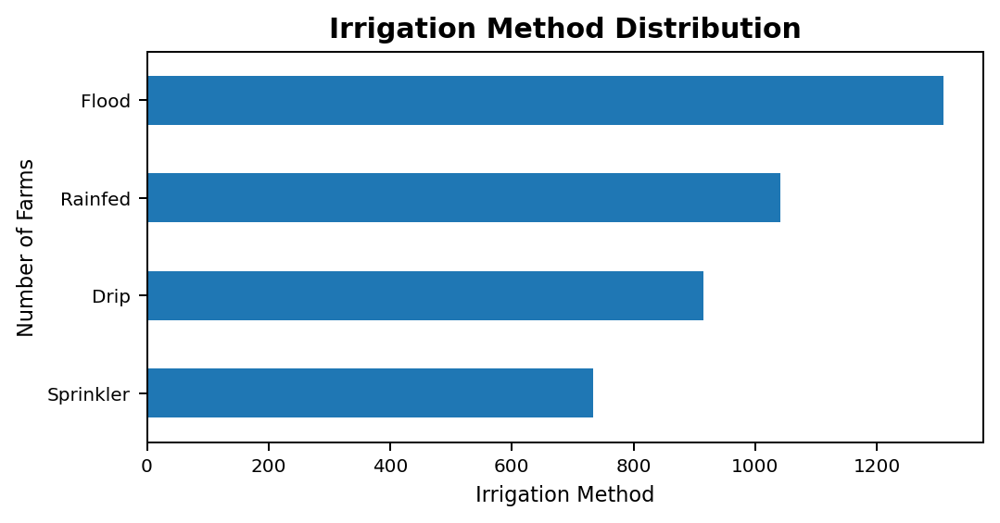 Irrigation Method Distribution
Number of Farms
Flood
Rainfed
Drip
Sprinkler
0 200 400 600 800 1000 1200
Irrigation Method